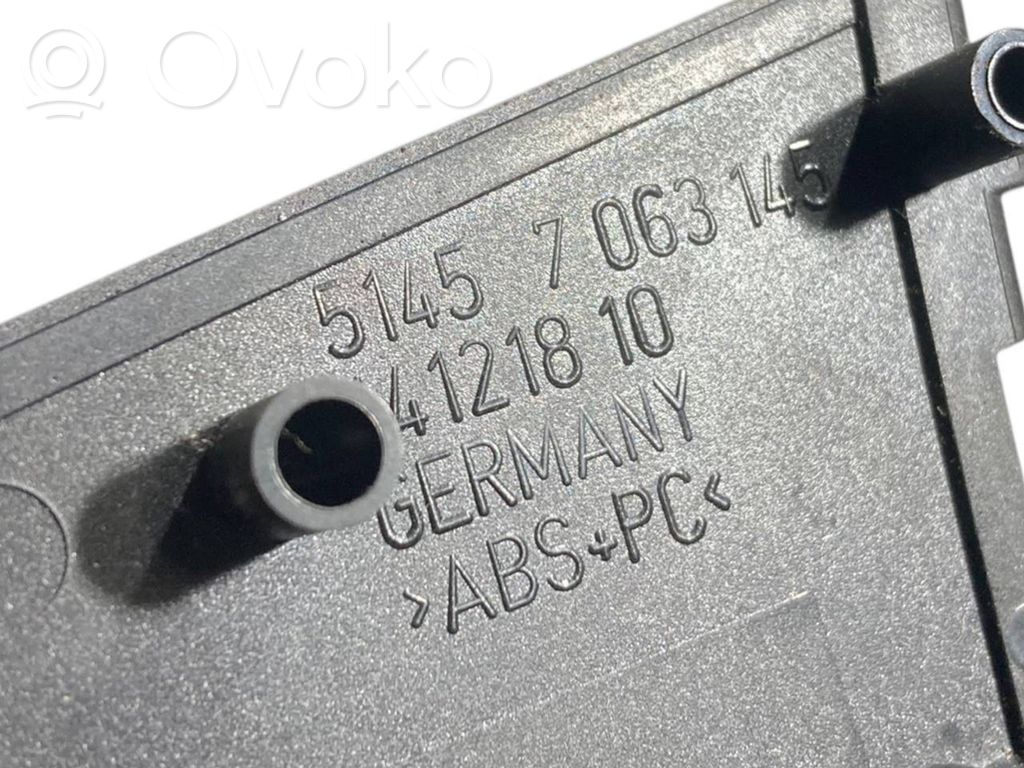 Ovoko
5145 7 063 145
41218 10
GERMANY
>ABS+PC<